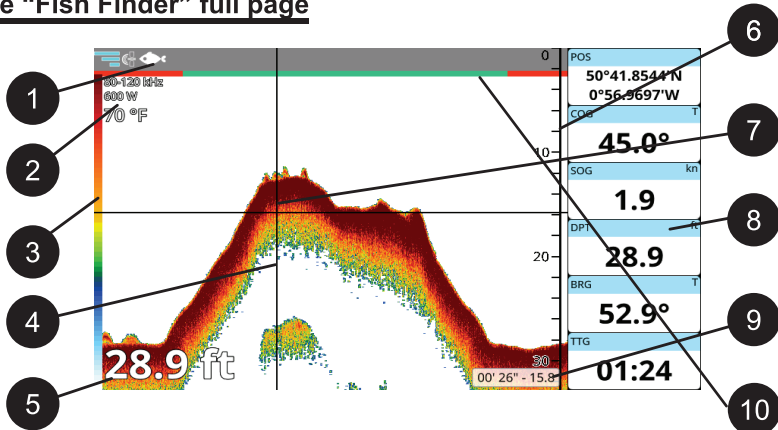 e “Fish Finder” full page
80-120 kHz
600 W
70 °F
28.9 ft
0
10
20
30
00' 26" - 15.8
POS
50°41.8544'N
0°56.9697'W
COG T
45.0°
SOG kn
1.9
DPT ft
28.9
BRG T
52.9°
TTG
01:24
1
2
3
4
5
6
7
8
9
10